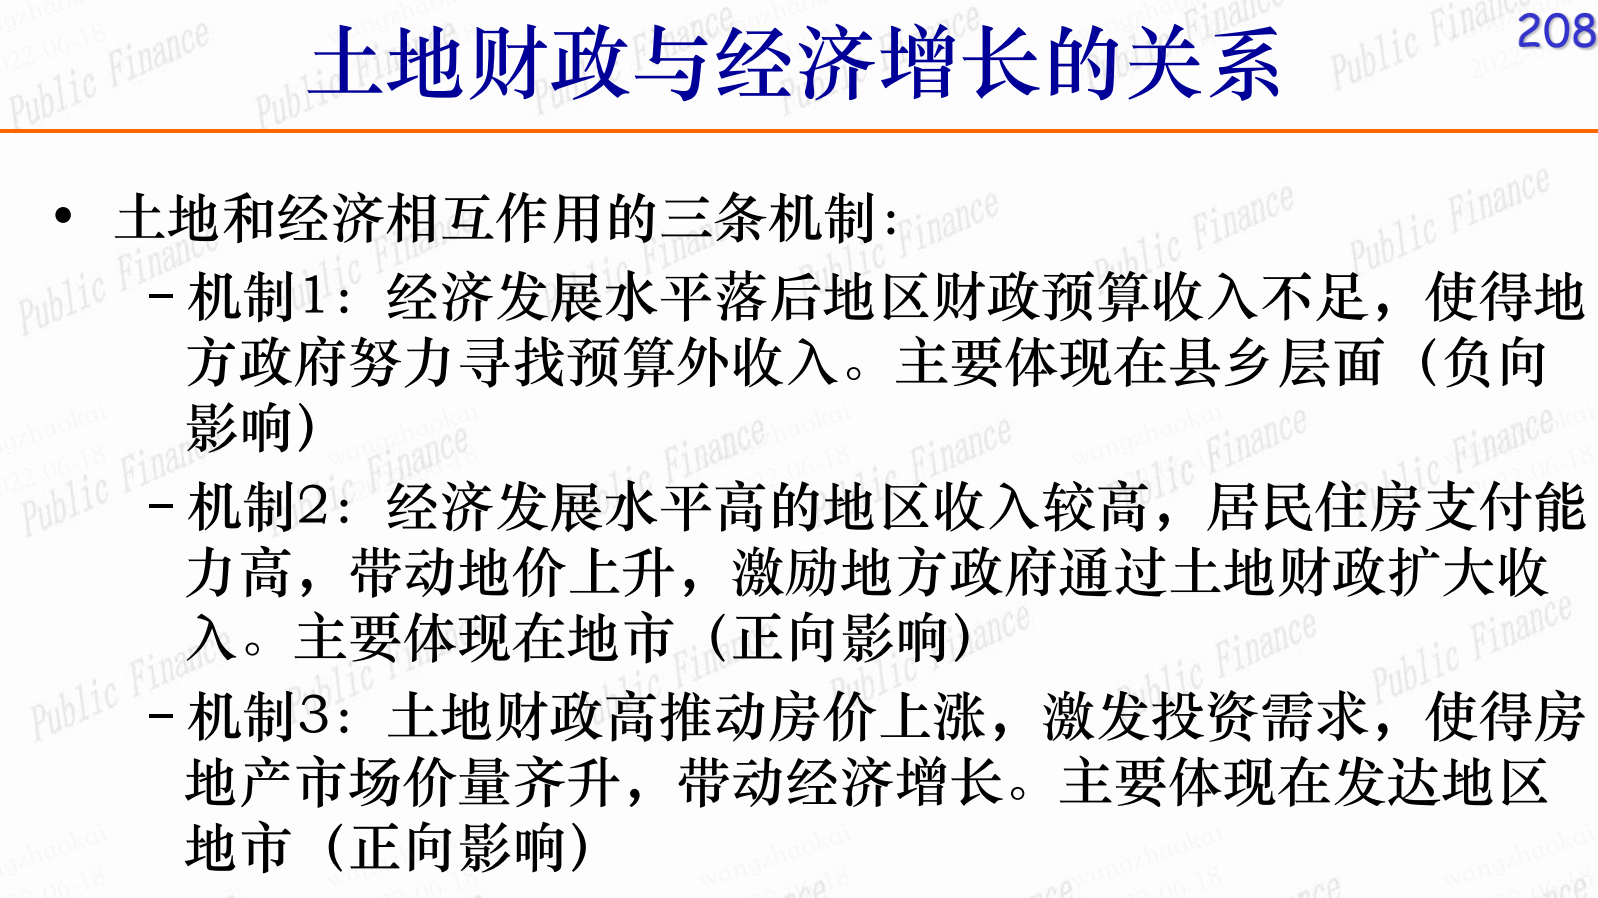 土地财政与经济增长的关系
208
• 土地和经济相互作用的三条机制：
– 机制1：经济发展水平落后地区财政预算收入不足，使得地
方政府努力寻找预算外收入。主要体现在县乡层面（负向
影响）
– 机制2：经济发展水平高的地区收入较高，居民住房支付能
力高，带动地价上升，激励地方政府通过土地财政扩大收
入。主要体现在地市（正向影响）
– 机制3：土地财政高推动房价上涨，激发投资需求，使得房
地产市场价量齐升，带动经济增长。主要体现在发达地区
地市（正向影响）
Public Finance
wangzhaokai
2022-06-18